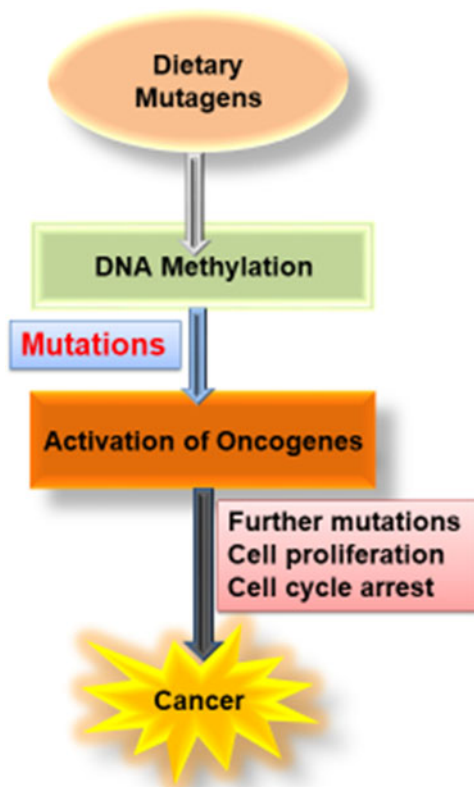 Dietary
Mutagens
DNA Methylation
Mutations
Activation of Oncogenes
Further mutations
Cell proliferation
Cell cycle arrest
Cancer